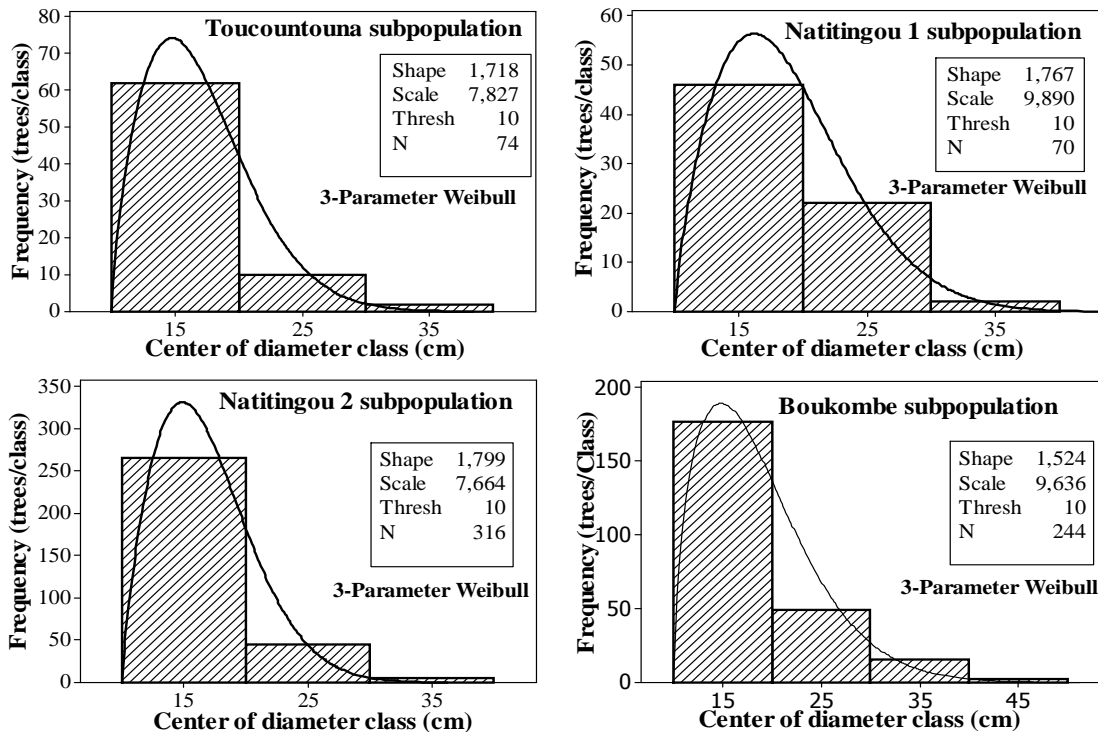 Toucountouna subpopulation
Frequency (trees/class)
80
70
60
50
40
30
20
10
0
Shape 1,718
Scale 7,827
Thresh 10
N 74
3-Parameter Weibull
15 25 35
Center of diameter class (cm)
Natitingou 1 subpopulation
Frequency (trees/class)
60
50
40
30
20
10
0
Shape 1,767
Scale 9,890
Thresh 10
N 70
3-Parameter Weibull
15 25 35
Center of diameter class (cm)
Natitingou 2 subpopulation
Frequency (trees/class)
350
300
250
200
150
100
50
0
Shape 1,799
Scale 7,664
Thresh 10
N 316
3-Parameter Weibull
15 25 35
Center of diameter class (cm)
Boukombe subpopulation
Frequency (trees/Class)
200
150
100
50
0
Shape 1,524
Scale 9,636
Thresh 10
N 244
3-Parameter Weibull
15 25 35 45
Center of diameter class (cm)